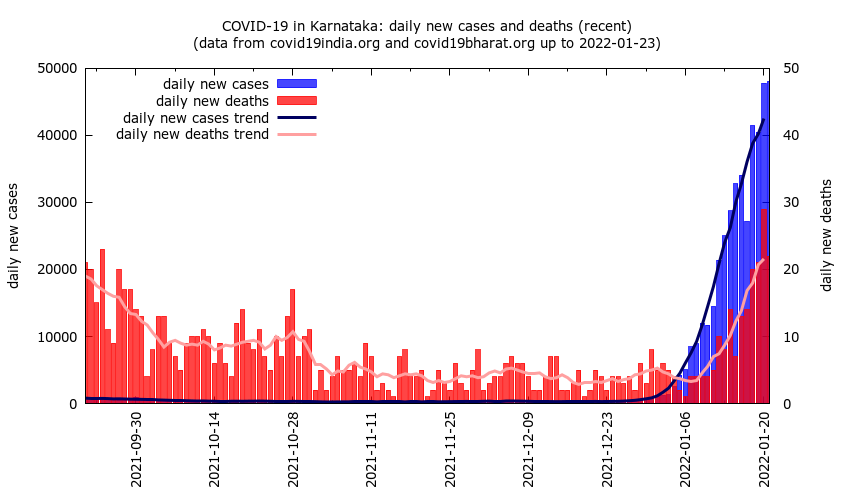 COVID-19 in Karnataka: daily new cases and deaths (recent)
(data from covid19india.org and covid19bharat.org up to 2022-01-23)
daily new cases
daily new deaths
daily new cases trend
daily new deaths trend
50000
40000
30000
20000
10000
0
50
40
30
20
10
0
daily new cases
daily new deaths
2021-09-30
2021-10-14
2021-10-28
2021-11-11
2021-11-25
2021-12-09
2021-12-23
2022-01-06
2022-01-20